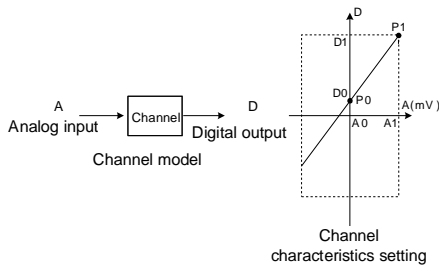 A
Analog input
Channel
Channel model
D
Digital output
D
P1
D1
D0
P0
A(mV)
A0
A1
Channel
characteristics setting